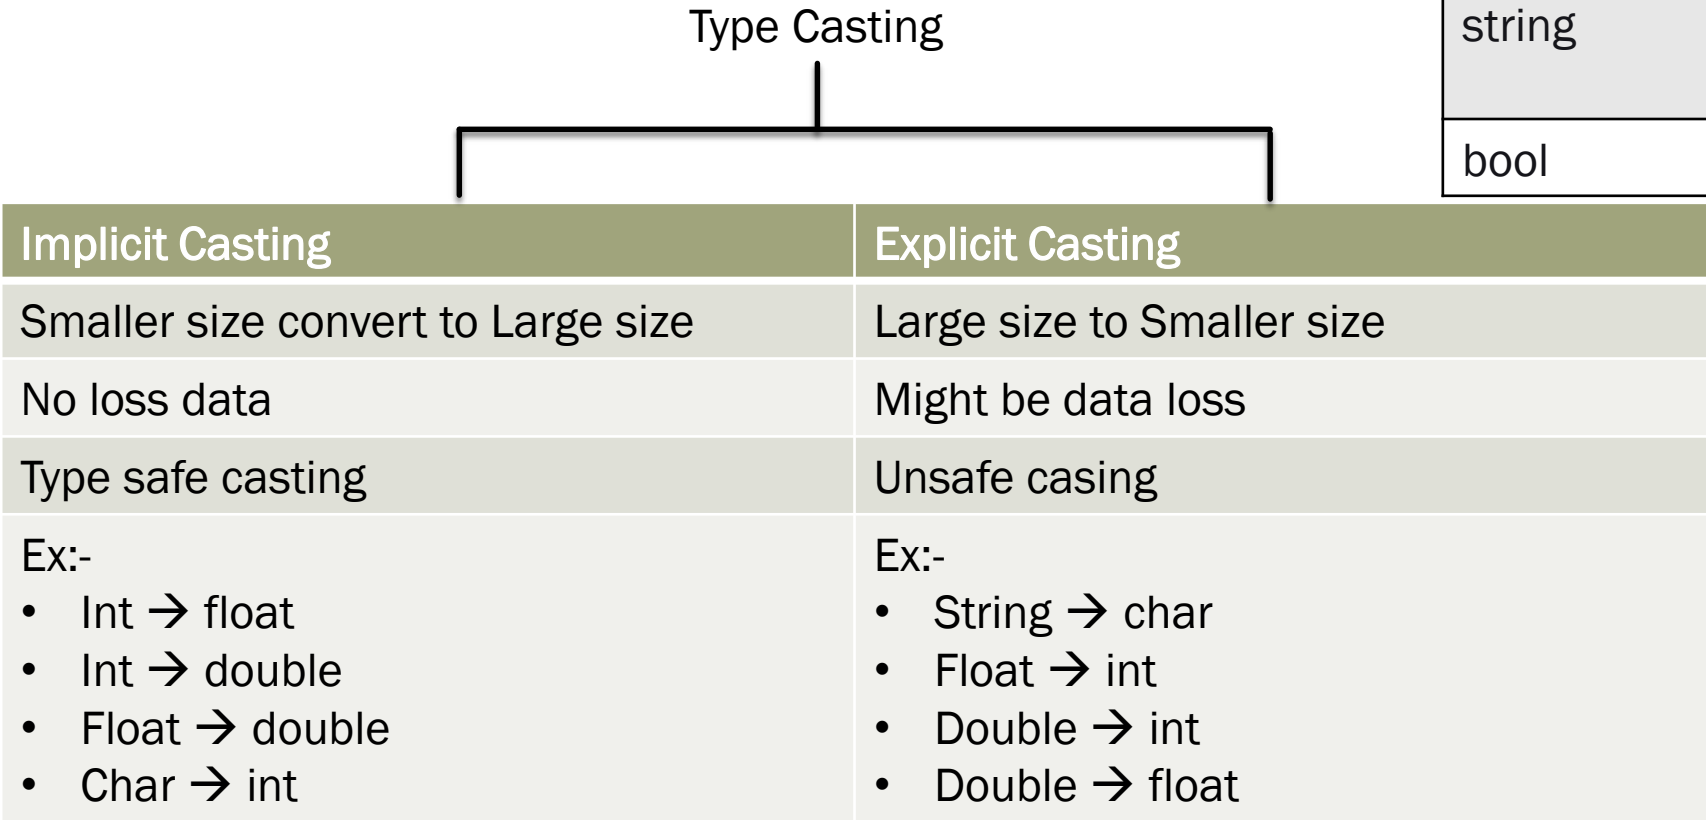 Type Casting
string
bool
Implicit Casting
Explicit Casting
Smaller size convert to Large size
Large size to Smaller size
No loss data
Might be data loss
Type safe casting
Unsafe casing
Ex:-
• Int → float
• Int → double
• Float → double
• Char → int
Ex:-
• String → char
• Float → int
• Double → int
• Double → float